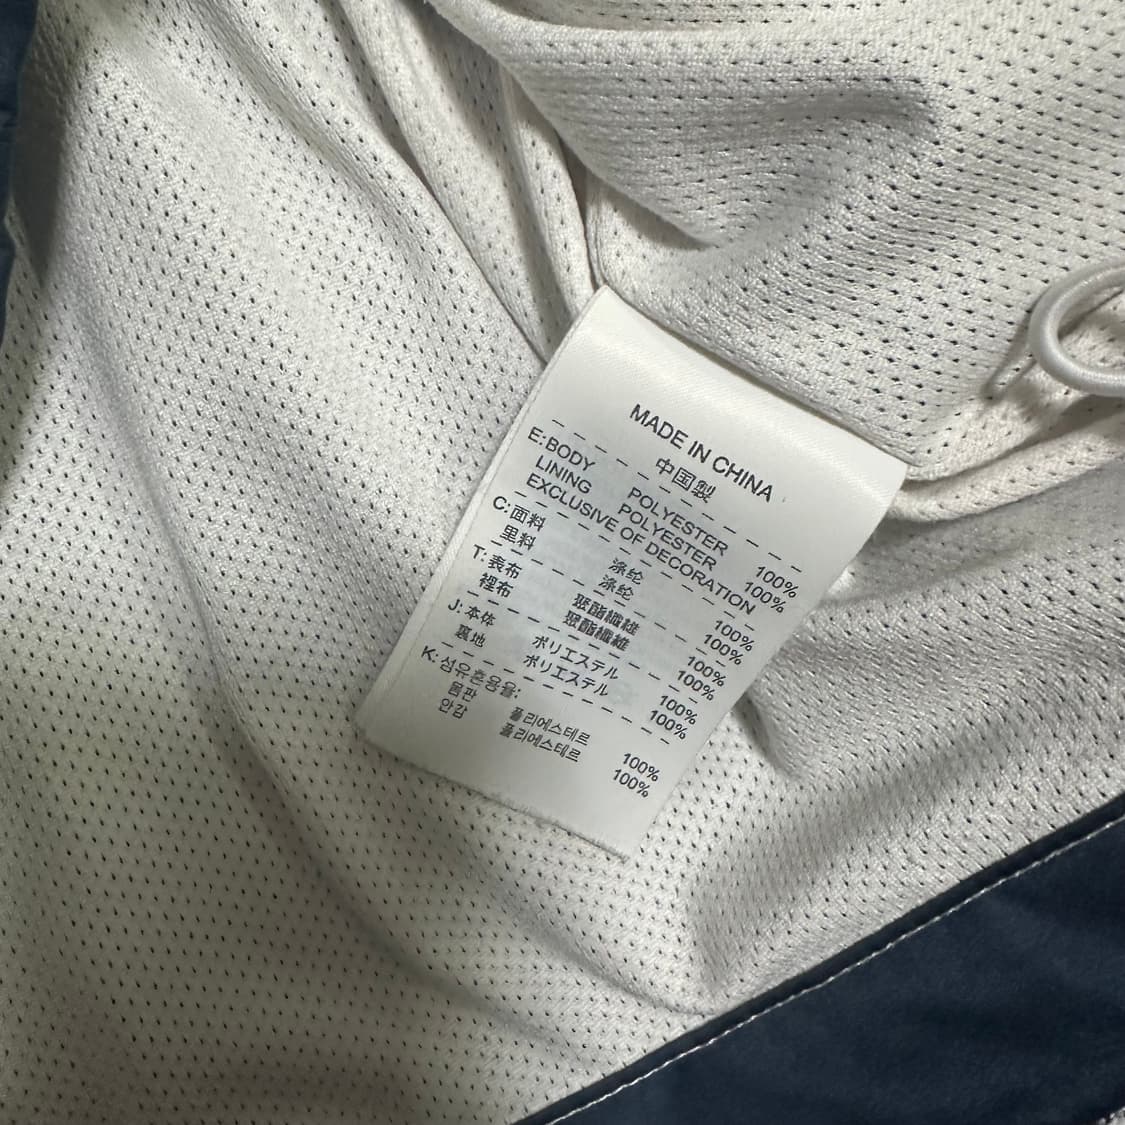 MADE IN CHINA
中国製
E: BODY POLYESTER 100%
LINING POLYESTER 100%
EXCLUSIVE OF DECORATION
C: 面料 涤纶 100%
里料 涤纶 100%
T: 表布 聚酯纖維 100%
裡布 聚酯纖維 100%
J: 本体 ポリエステル 100%
裏地 ポリエステル 100%
K: 섬유혼용율:
몸판 폴리에스테르 100%
안감 폴리에스테르 100%